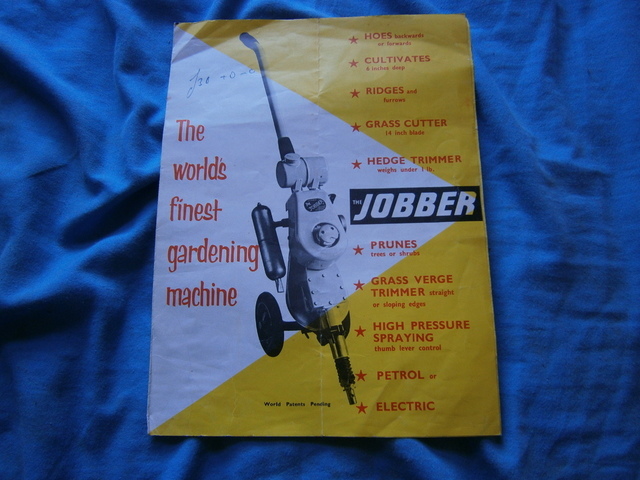 The
world's
finest
gardening
machine
HOES backwards
or forwards
CULTIVATES
6 inches deep
RIDGES and
furrows
GRASS CUTTER
14 inch blade
HEDGE TRIMMER
weighs under 1 lb.
THE JOBBER
PRUNES
trees or shrubs
GRASS VERGE
TRIMMER straight
or sloping edges
HIGH PRESSURE
SPRAYING
thumb lever control
PETROL or
ELECTRIC
World Patents Pending